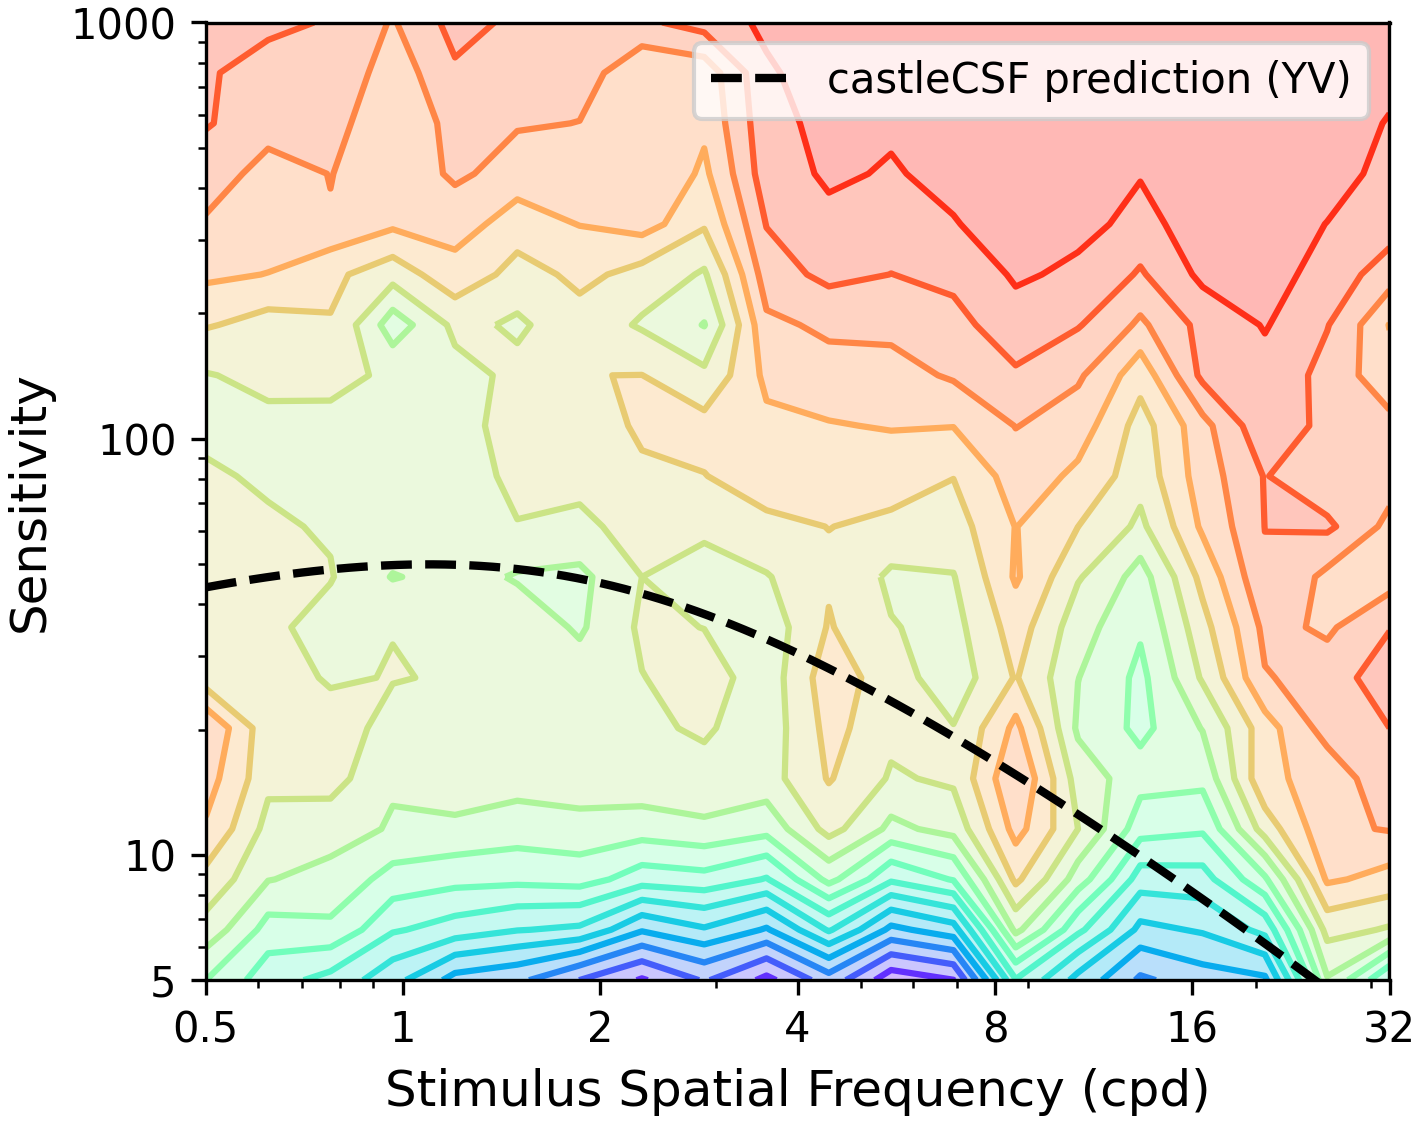 1000
castleCSF prediction (YV)
100
Sensitivity
10
5
0.5 1 2 4 8 16 32
Stimulus Spatial Frequency (cpd)